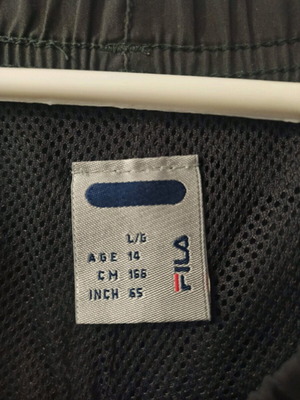 L/G
AGE 14
CM 166
INCH 65
FILA